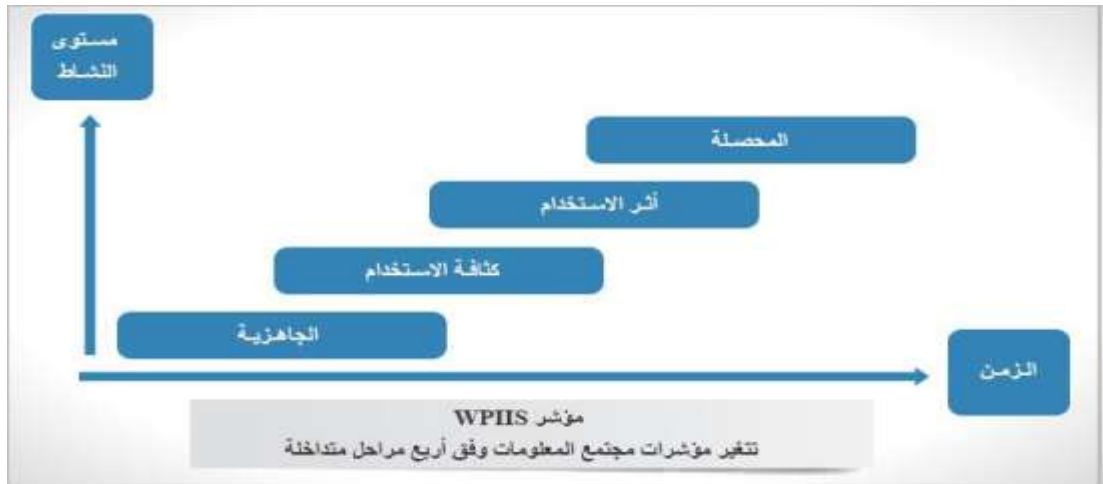 مستوى
النشاط
المحصلة
أثر الاستخدام
كثافة الاستخدام
الجاهزية
الزمن
مؤشر WPIIS
تتغير مؤشرات مجتمع المعلومات وفق أربع مراحل متداخلة